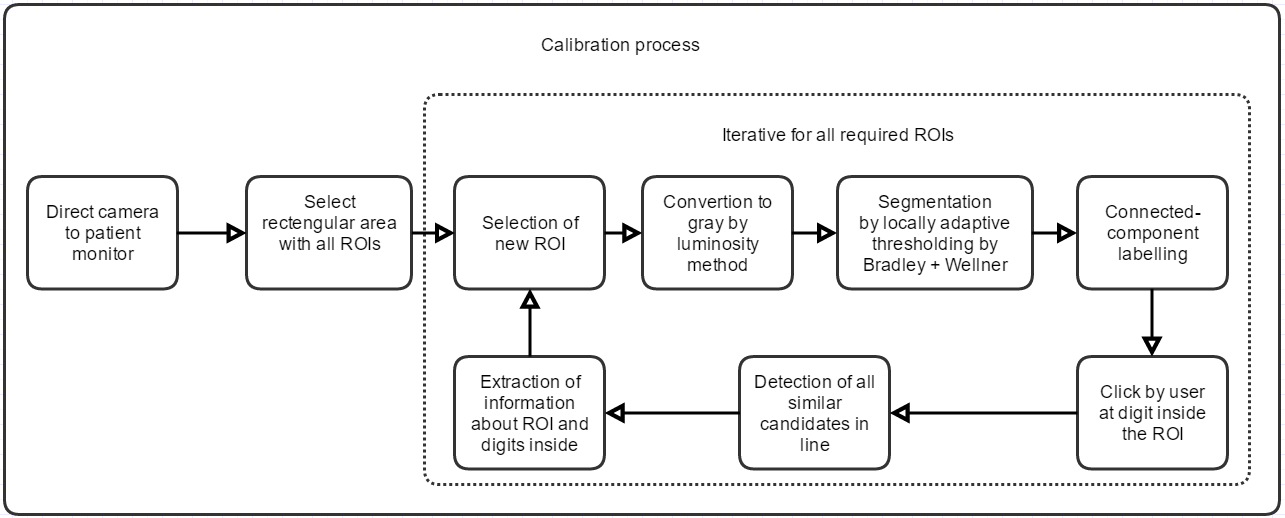 Calibration process
Iterative for all required ROIs
Direct camera
to patient
monitor
Select
rectengular area
with all ROIs
Selection of
new ROI
Convertion to
gray by
luminosity
method
Segmentation
by locally adaptive
thresholding by
Bradley + Wellner
Connected-
component
labelling
Click by user
at digit inside
the ROI
Detection of all
similar
candidates in
line
Extraction of
information
about ROI and
digits inside